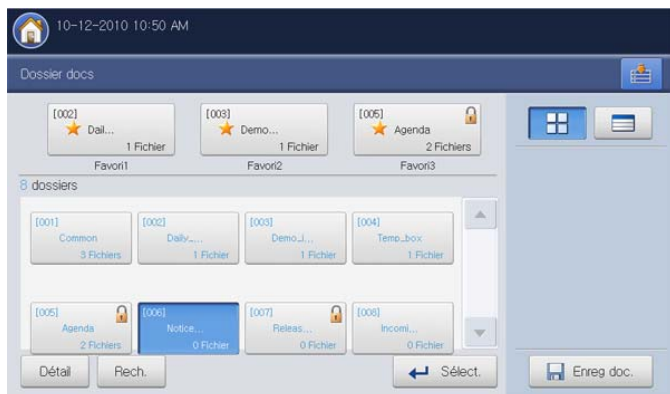 10-12-2010 10:50 AM
Dossier docs
[002] [003] [005]
Dail... Demo... Agenda
1 Fichier 1 Fichier 2 Fichiers
Favori1 Favori2 Favori3
8 dossiers
[001] [002] [003] [004]
Common Daily_... Demo_i... Temp_box
3 Fichiers 1 Fichier 1 Fichier 1 Fichier
[005] [006] [007] [008]
Agenda Notice... Releas... Incomi...
2 Fichiers 0 Fichier 0 Fichier 0 Fichier
Détail Rech. Sélect. Enreg doc.